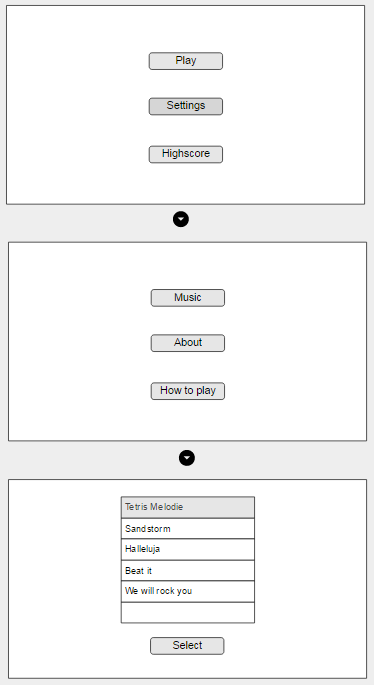 Play
Settings
Highscore
Music
About
How to play
Tetris Melodie
Sandstorm
Halleluja
Beat it
We will rock you
Select